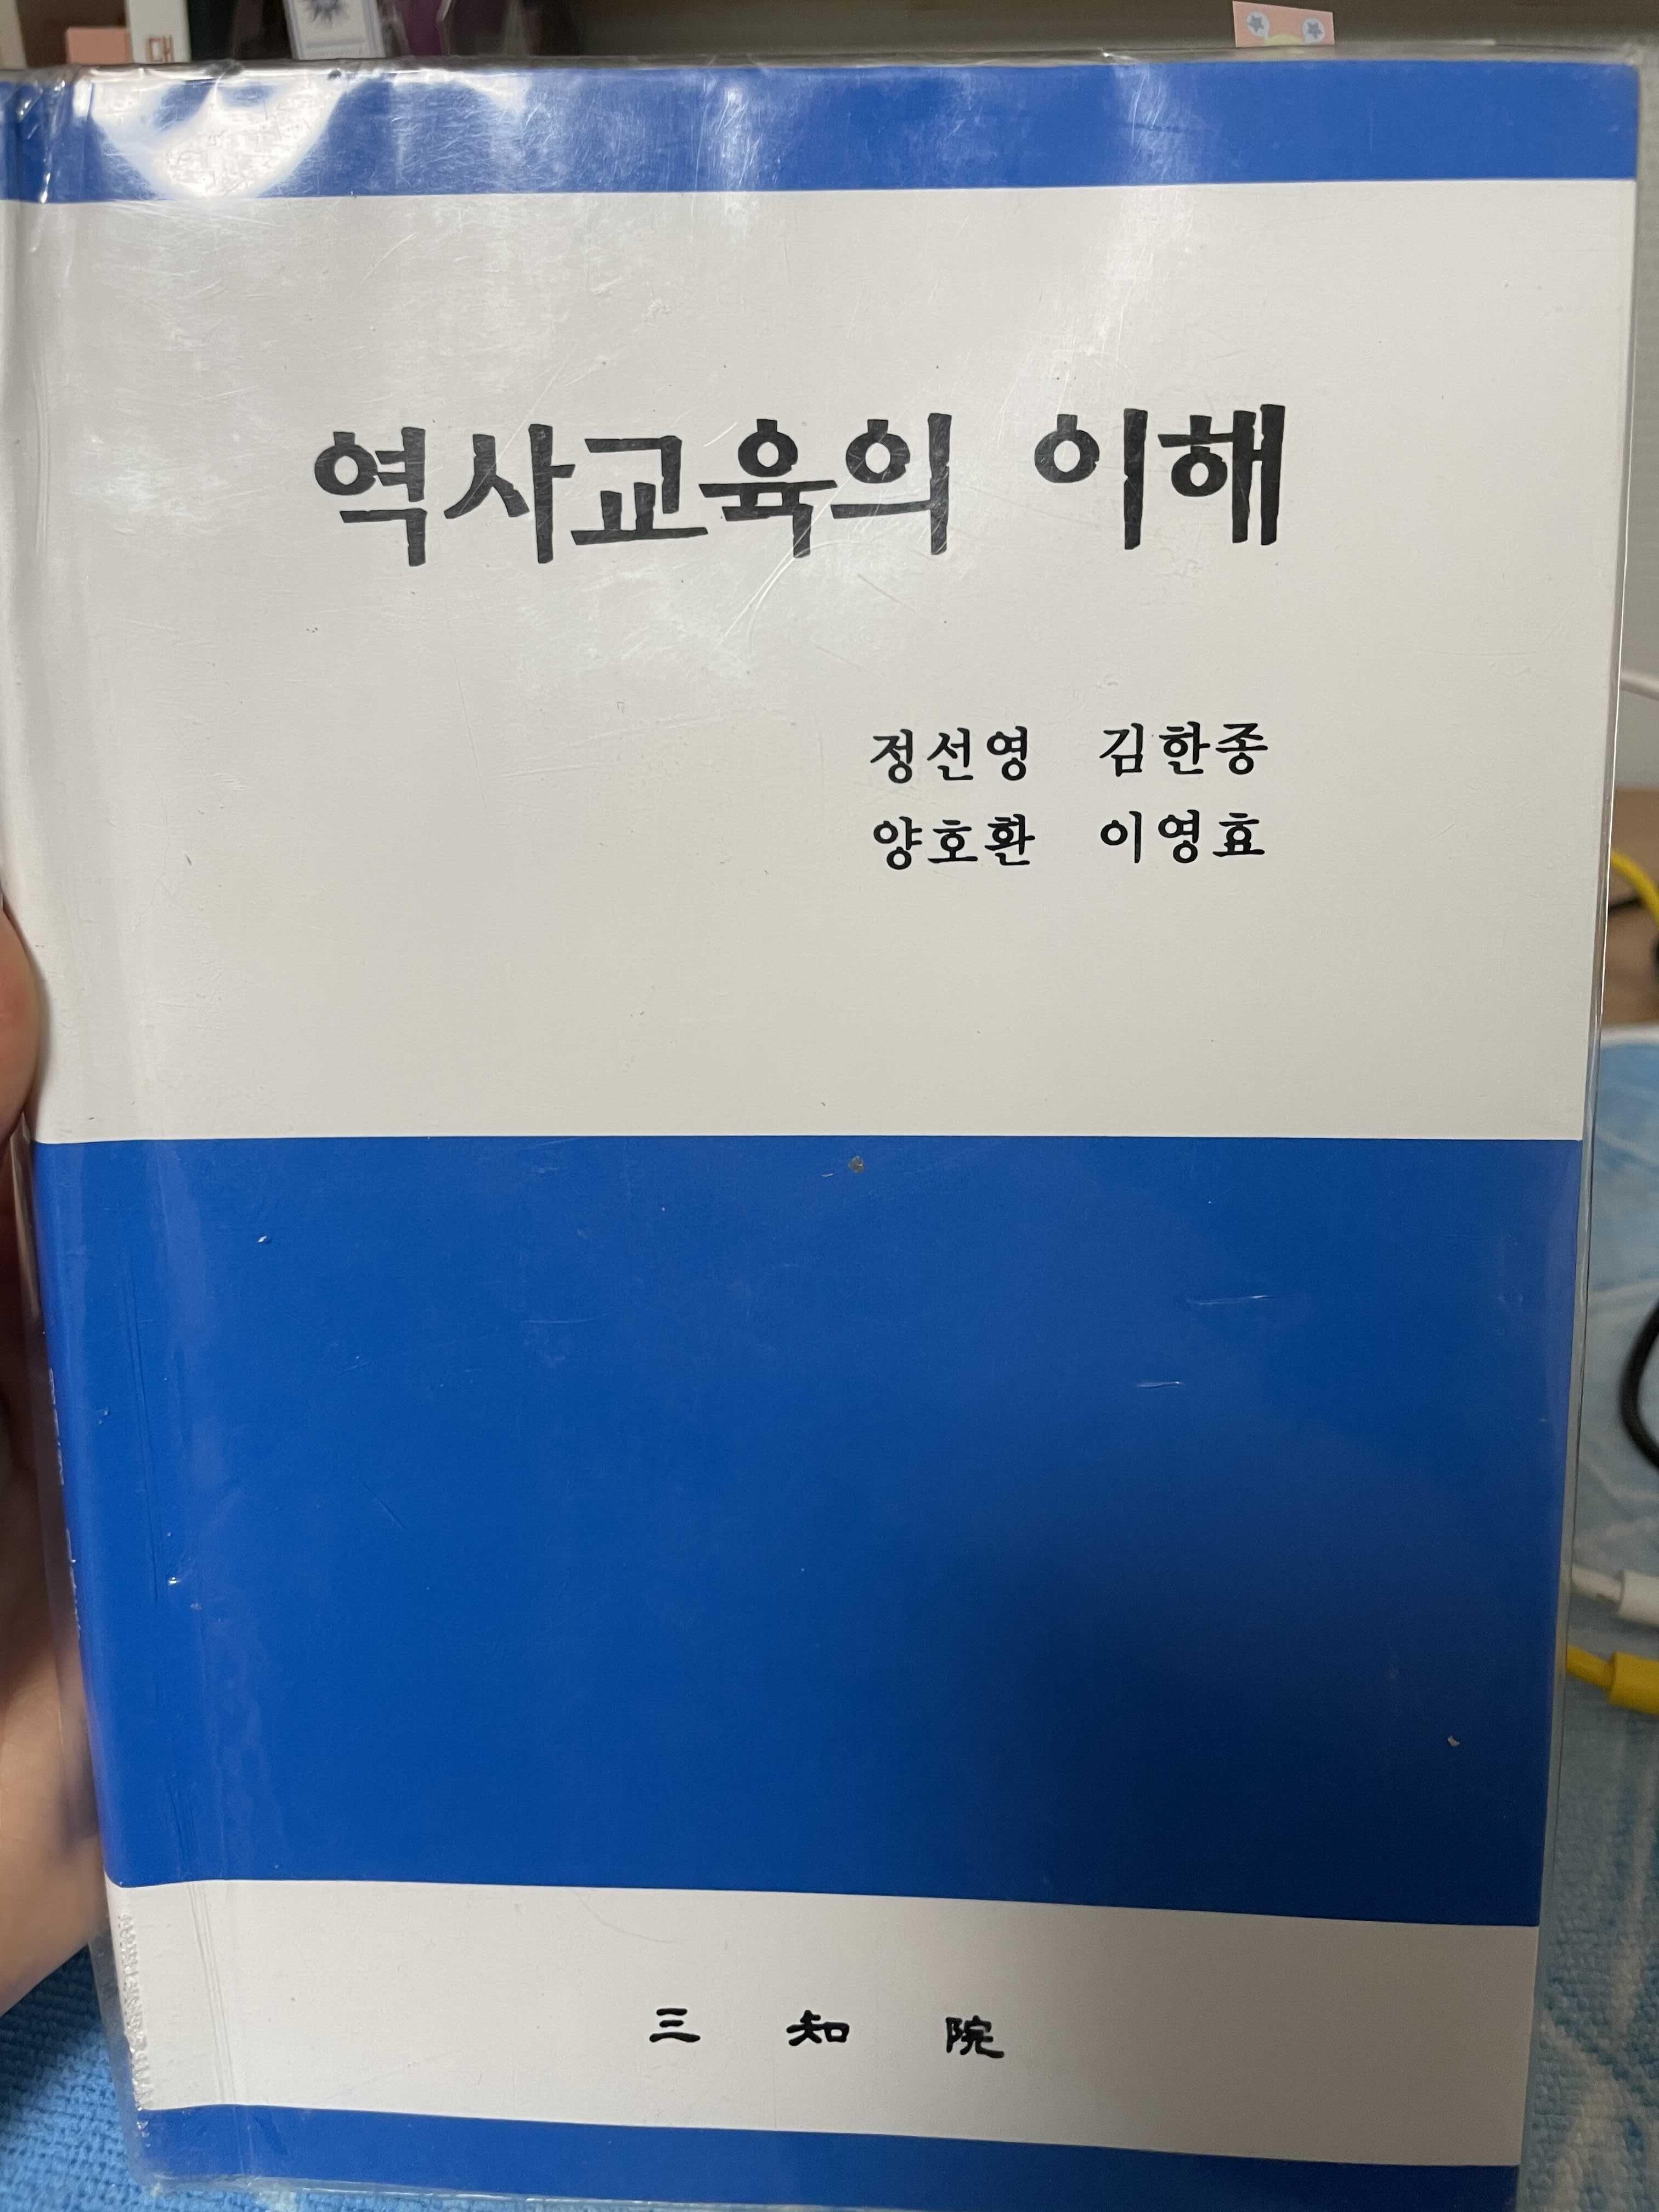 CH
역사교육의 이해
정선영 김한종
양호환 이영효
三 知 院